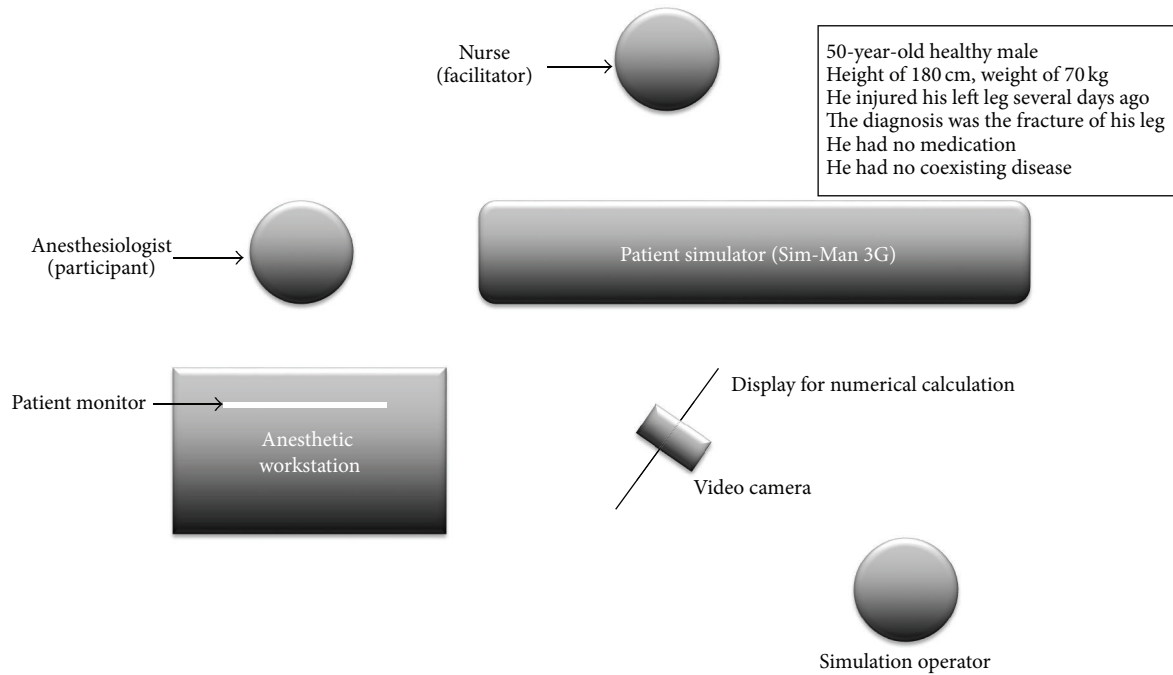 Nurse
(facilitator)
50-year-old healthy male
Height of 180 cm, weight of 70 kg
He injured his left leg several days ago
The diagnosis was the fracture of his leg
He had no medication
He had no coexisting disease
Anesthesiologist
(participant)
Patient simulator (Sim-Man 3G)
Patient monitor
Anesthetic
workstation
Display for numerical calculation
Video camera
Simulation operator